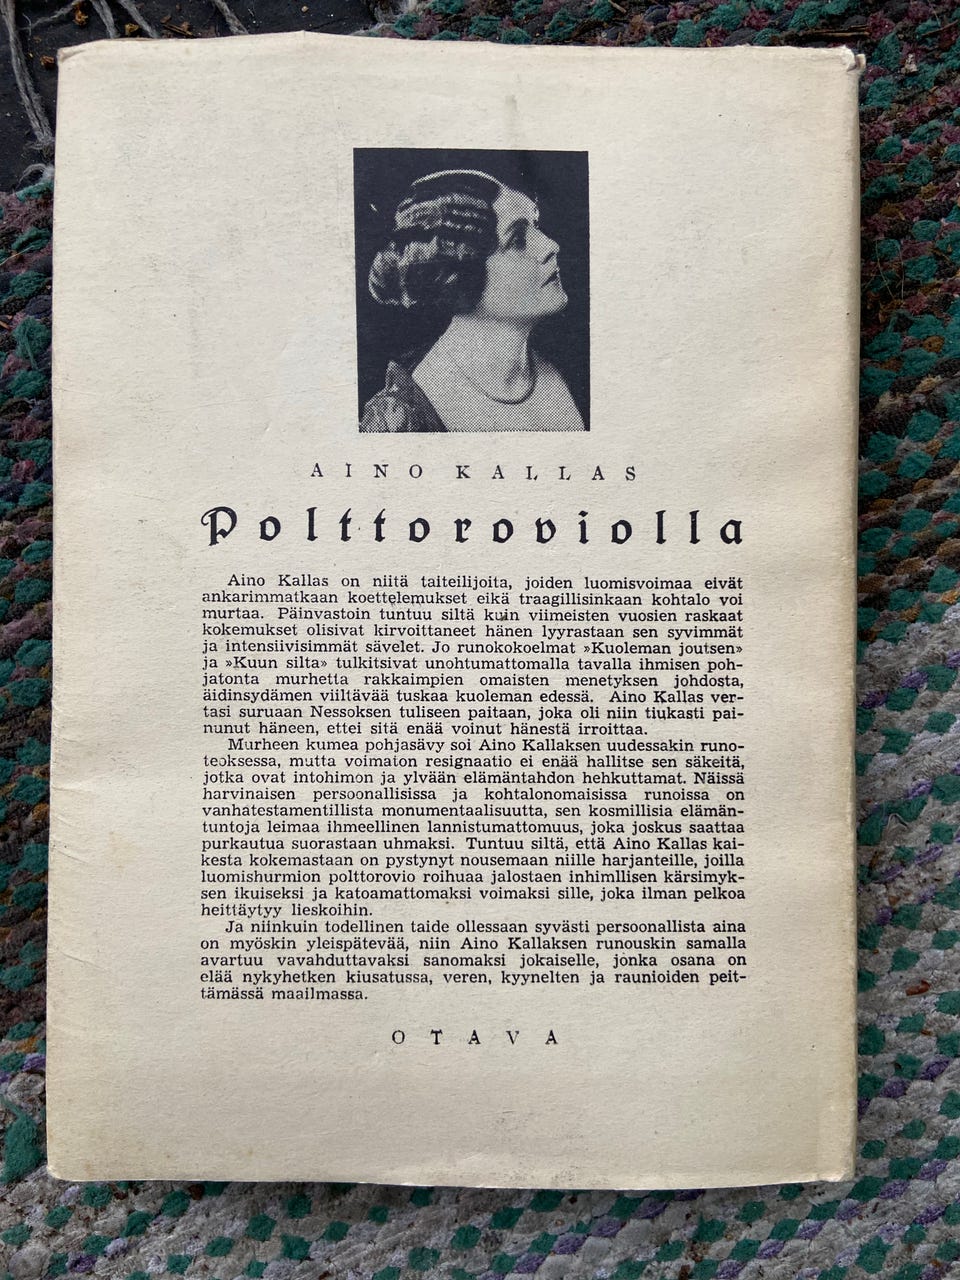 AINO KALLAS
Polttoroviolla
Aino Kallas on niitä taiteilijoita, joiden luomisvoimaa eivät
ankarimmatkaan koettelemukset eikä traagillisinkaan kohtalo voi
murtaa. Päinvastoin tuntuu siltä kuin viimeisten vuosien raskaat
kokemukset olisivat kirvoittaneet hänen lyyrastaan sen syvimmät
ja intensiivisimmät sävelet. Jo runokokoelmat »Kuoleman joutsen»
ja »Kuun silta» tulkitsivat unohtumattomalla tavalla ihmisen poh-
jatonta murhetta rakkaimpien omaisten menetyksen johdosta,
äidinsydämen viiltävää tuskaa kuoleman edessä. Aino Kallas ver-
tasi suruaan Nessoksen tuliseen paitaan, joka oli niin tiukasti pai-
nunut häneen, ettei sitä enää voinut hänestä irroittaa.
Murheen kumea pohjasävy soi Aino Kallaksen uudessakin runo-
teoksessa, mutta voimaton resignaatio ei enää hallitse sen säkeitä,
jotka ovat intohimon ja ylvään elämäntahdon hehkuttamat. Näissä
harvinaisen persoonallisissa ja kohtalonomaisissa runoissa on
vanhatestamentillista monumentaalisuutta, sen kosmillisia elämän-
tuntoja leimaa ihmeellinen lannistumattomuus, joka joskus saattaa
purkautua suorastaan uhmaksi. Tuntuu siltä, että Aino Kallas kai-
kesta kokemastaan on pystynyt nousemaan niille harjanteille, joilla
luomishurmion polttorovio roihuaa jalostaen inhimllisen kärsimyk-
sen ikuiseksi ja katoamattomaksi voimaksi sille, joka ilman pelkoa
heittäytyy lieskoihin.
Ja niinkuin todellinen taide ollessaan syvästi persoonallista aina
on myöskin yleispätevää, niin Aino Kallaksen runouskin samalla
avartuu vavahduttavaksi sanomaksi jokaiselle, jonka osana on
elää nykyhetken kiusatussa, veren, kyynelten ja raunioiden peit-
tämässä maailmassa.
OTAVA